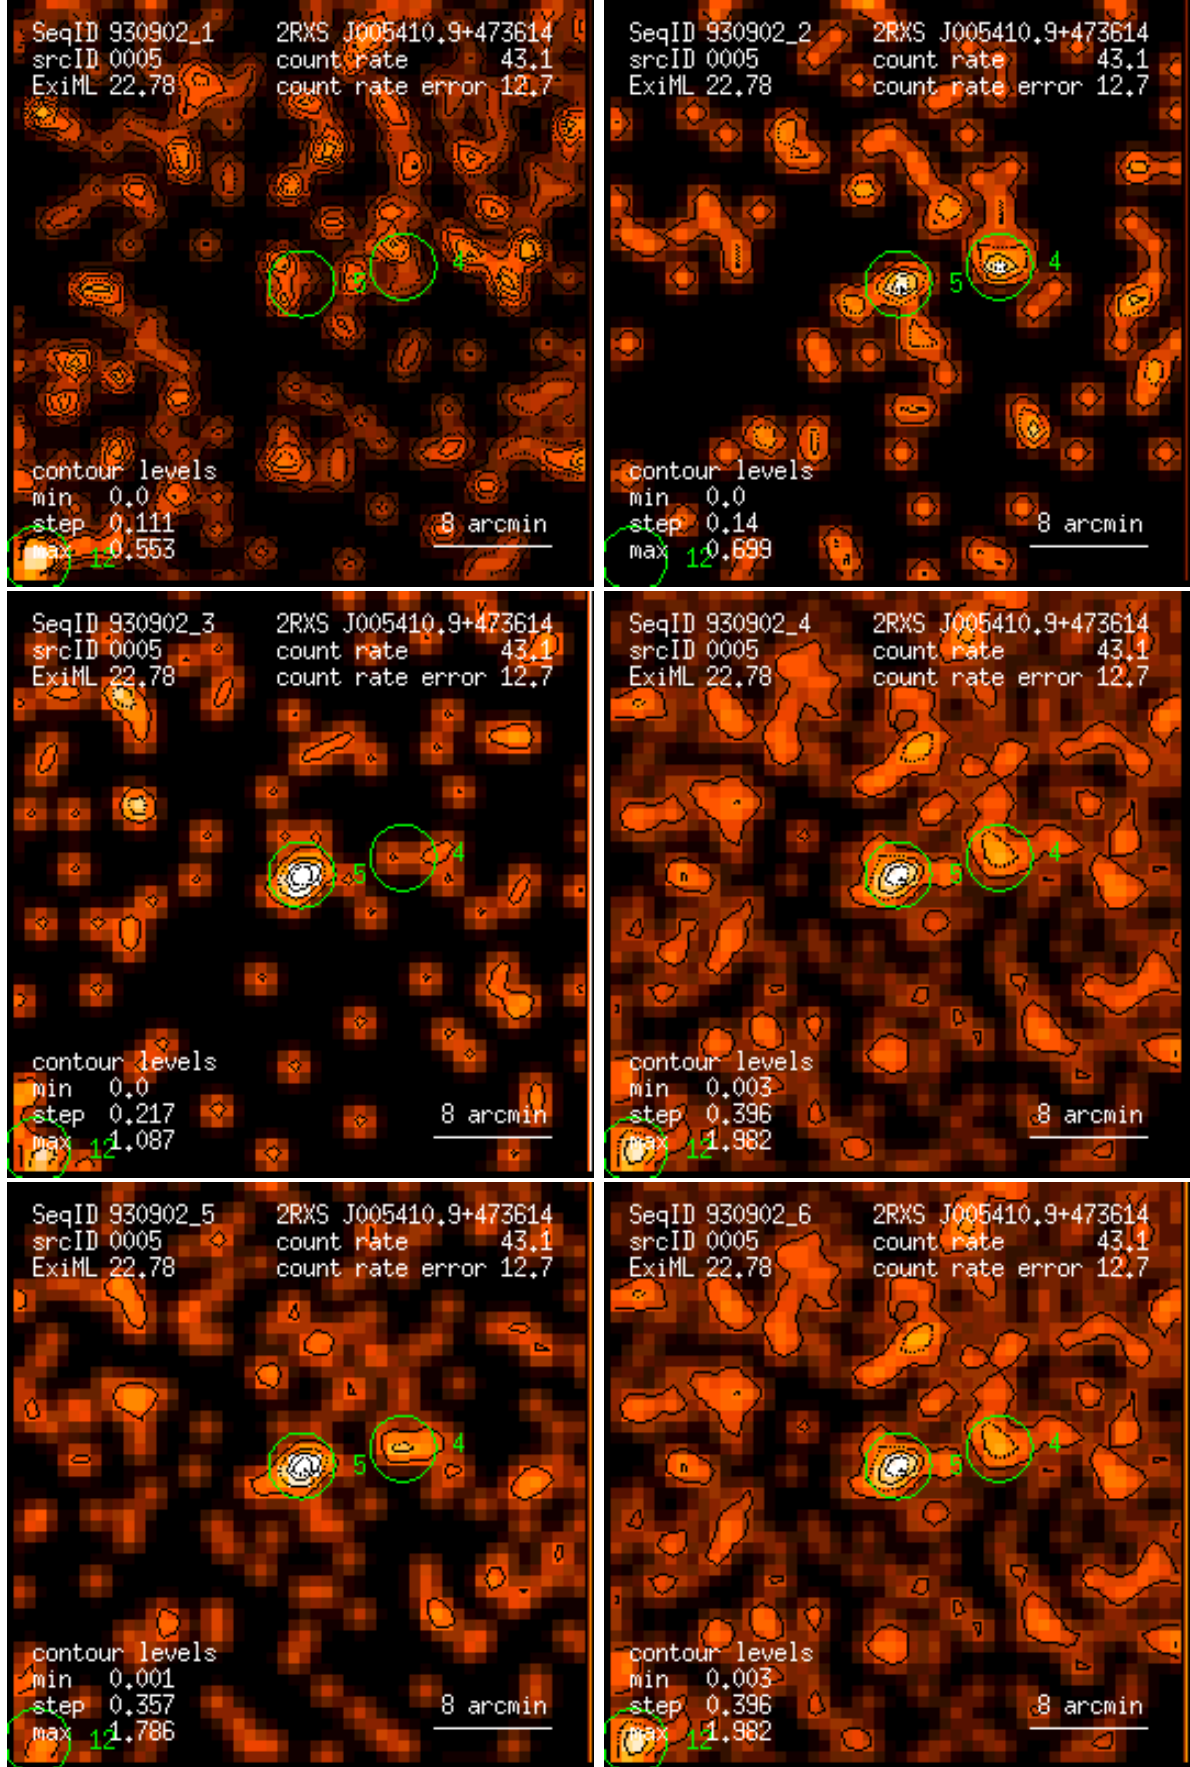 SeqID 930902_1 2RXS J005410.9+473614
srcID 0005 count rate 43.1
ExiML 22.78 count rate error 12.7
5 4
contour levels
min 0.0
step 0.111 8 arcmin
max 0.553
12
SeqID 930902_2 2RXS J005410.9+473614
srcID 0005 count rate 43.1
ExiML 22.78 count rate error 12.7
5 4
contour levels
min 0.0
step 0.14 8 arcmin
max 0.699
12
SeqID 930902_3 2RXS J005410.9+473614
srcID 0005 count rate 43.1
ExiML 22.78 count rate error 12.7
5 4
contour levels
min 0.0
step 0.217 8 arcmin
max 1.087
12
SeqID 930902_4 2RXS J005410.9+473614
srcID 0005 count rate 43.1
ExiML 22.78 count rate error 12.7
5 4
contour levels
min 0.003
step 0.396 8 arcmin
max 1.982
12
SeqID 930902_5 2RXS J005410.9+473614
srcID 0005 count rate 43.1
ExiML 22.78 count rate error 12.7
5 4
contour levels
min 0.001
step 0.357 8 arcmin
max 1.786
12
SeqID 930902_6 2RXS J005410.9+473614
srcID 0005 count rate 43.1
ExiML 22.78 count rate error 12.7
5 4
contour levels
min 0.003
step 0.396 8 arcmin
max 1.982
12